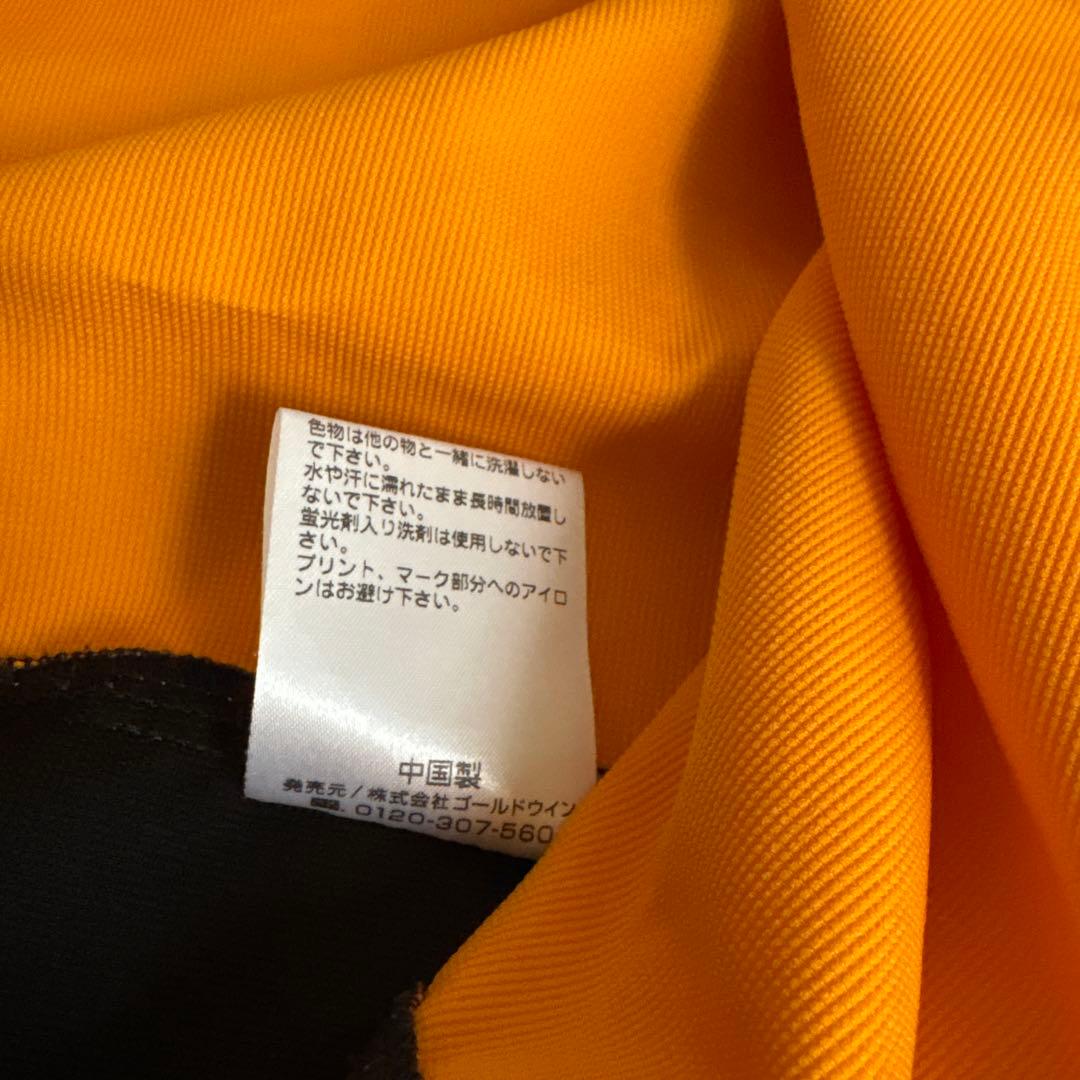 色物は他の物と一緒に洗濯しない
で下さい。
水や汗に濡れたまま長時間放置し
ないで下さい。
蛍光剤入り洗剤は使用しないで下
さい。
プリント、マーク部分へのアイロ
ンはお避け下さい。
中国製
発売元/株式会社ゴールドウイン
☎. 0120-307-560